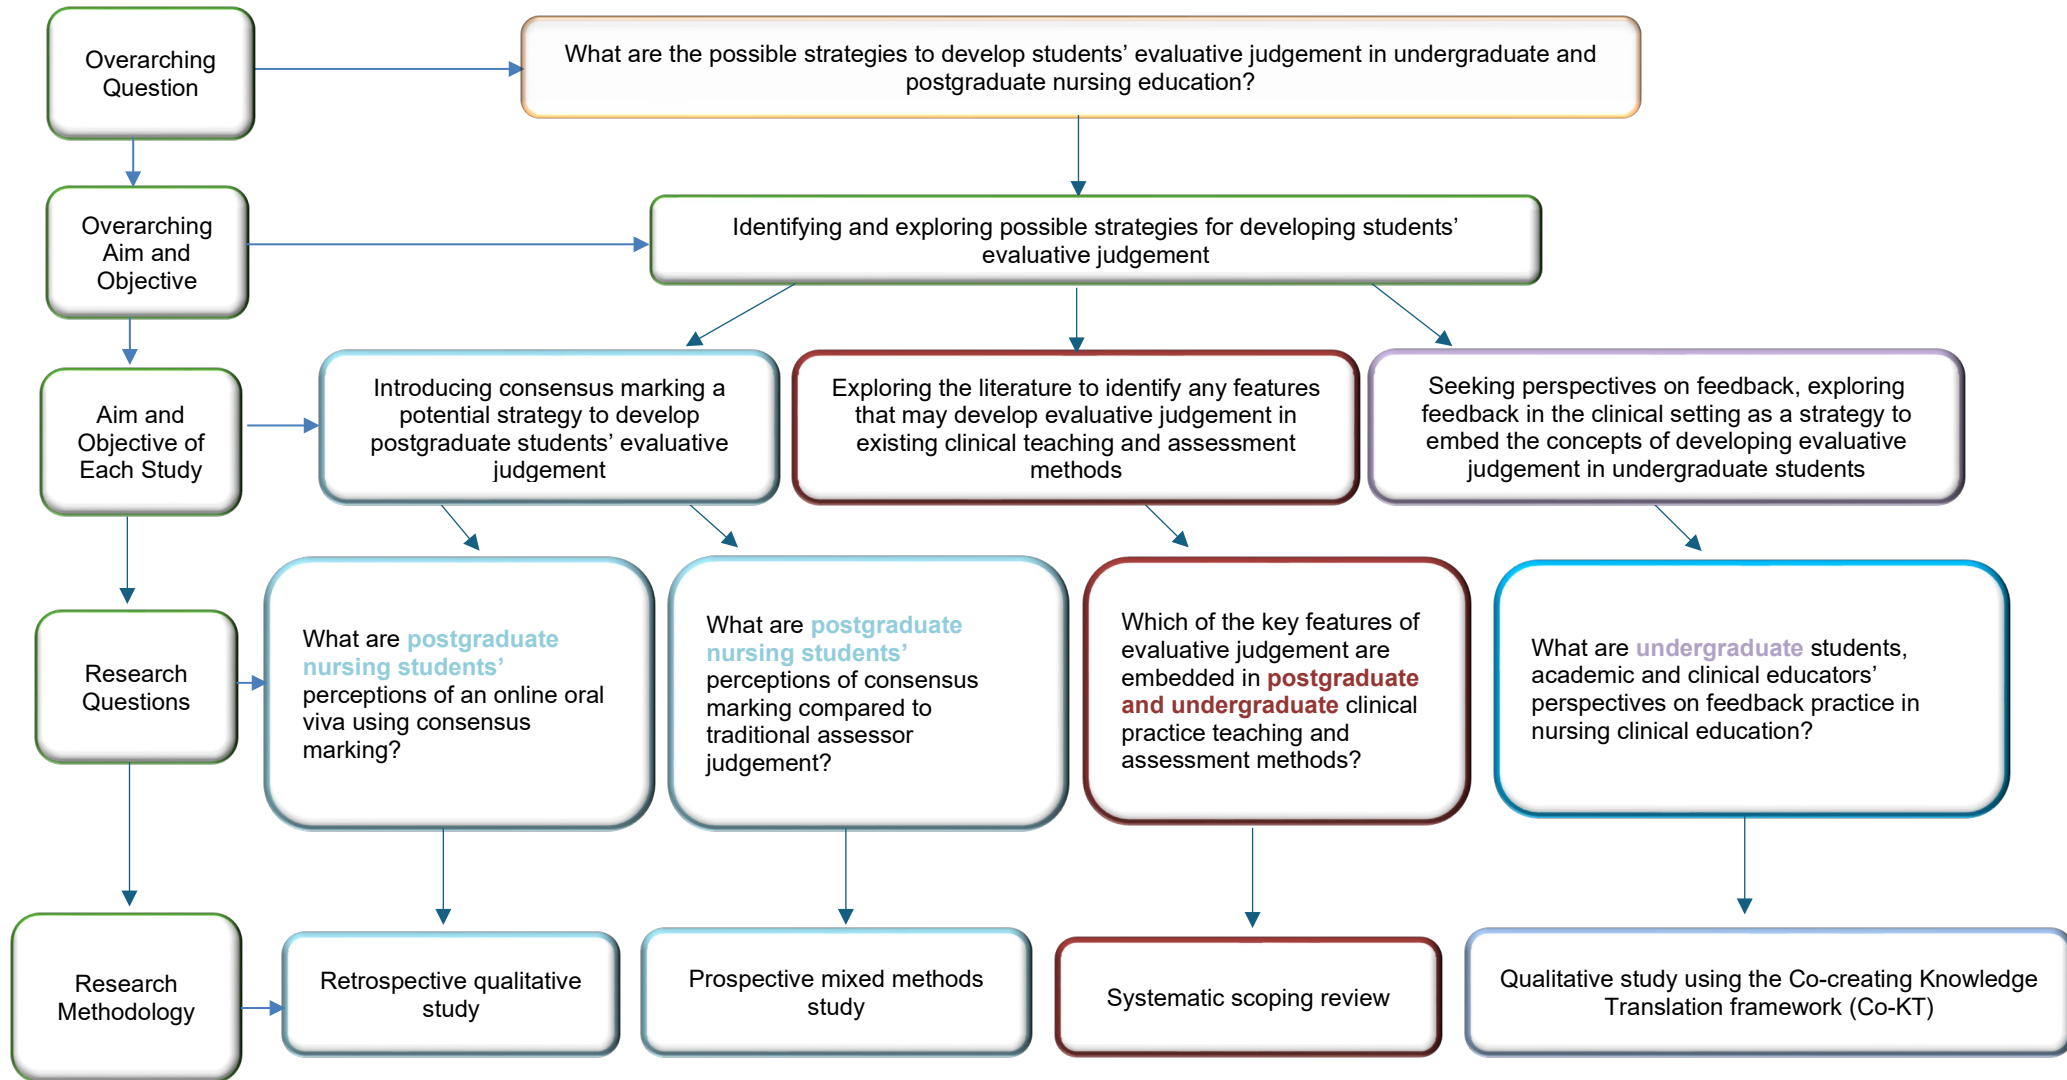 Overarching
Question
What are the possible strategies to develop students’ evaluative judgement in undergraduate and
postgraduate nursing education?
Overarching
Aim and
Objective
Identifying and exploring possible strategies for developing students’
evaluative judgement
Aim and
Objective of
Each Study
Introducing consensus marking a
potential strategy to develop
postgraduate students’ evaluative
judgement
Exploring the literature to identify any features
that may develop evaluative judgement in
existing clinical teaching and assessment
methods
Seeking perspectives on feedback, exploring
feedback in the clinical setting as a strategy to
embed the concepts of developing evaluative
judgement in undergraduate students
Research
Questions
What are postgraduate
nursing students’
perceptions of an online oral
viva using consensus
marking?
What are postgraduate
nursing students’
perceptions of consensus
marking compared to
traditional assessor
judgement?
Which of the key features of
evaluative judgement are
embedded in postgraduate
and undergraduate clinical
practice teaching and
assessment methods?
What are undergraduate students,
academic and clinical educators’
perspectives on feedback practice in
nursing clinical education?
Research
Methodology
Retrospective qualitative
study
Prospective mixed methods
study
Systematic scoping review
Qualitative study using the Co-creating Knowledge
Translation framework (Co-KT)